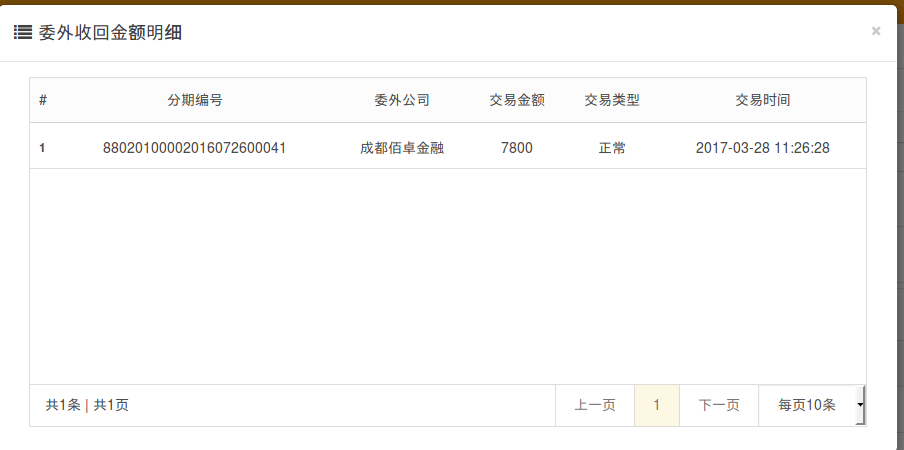 委外收回金额明细 ×
# 分期编号 委外公司 交易金额 交易类型 交易时间
1 88020100002016072600041 成都佰卓金融 7800 正常 2017-03-28 11:26:28
共1条 | 共1页 上一页 1 下一页 每页10条